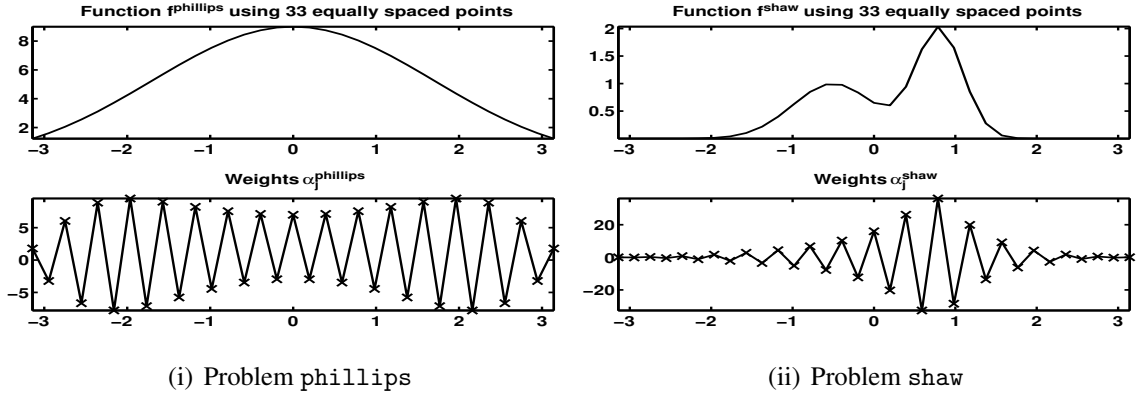 Function f^phillips using 33 equally spaced points
8
6
4
2
−3 −2 −1 0 1 2 3
Weights α_j^phillips
5
0
−5
−3 −2 −1 0 1 2 3
(i) Problem phillips
Function f^shaw using 33 equally spaced points
2
1.5
1
0.5
−3 −2 −1 0 1 2 3
Weights α_j^shaw
20
0
−20
−3 −2 −1 0 1 2 3
(ii) Problem shaw